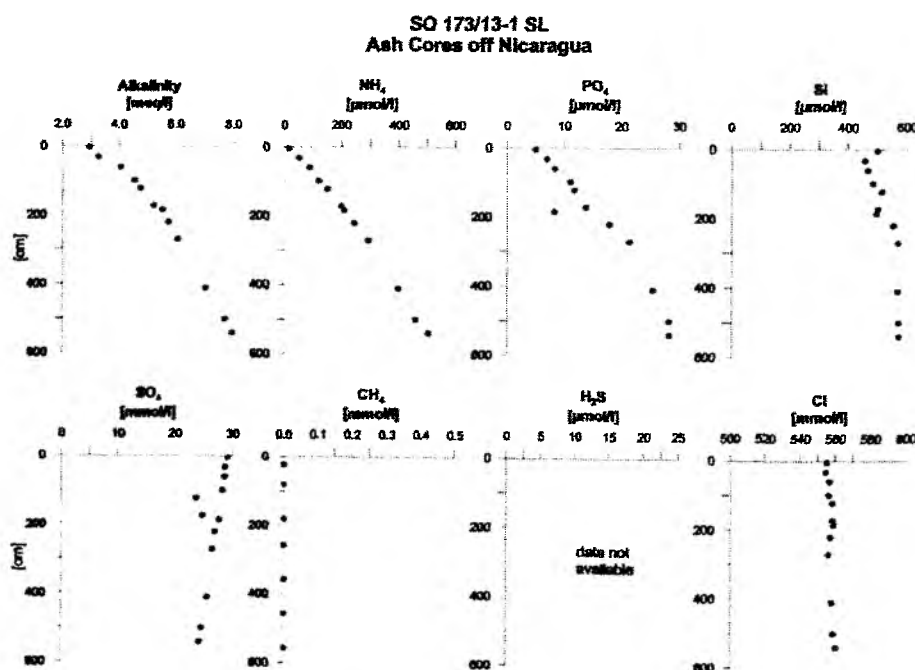 SO 173/13-1 SL
Ash Cores off Nicaragua
Alkalinity
[meq/l]
2.0 4.0 6.0 8.0
NH₄
[µmol/l]
0 200 400 600
PO₄
[µmol/l]
0 10 20 30
Si
[µmol/l]
0 200 400 600
0
200
400
600
[cm]
0
200
400
600
0
200
400
600
0
200
400
600
SO₄
[mmol/l]
0 10 20 30
CH₄
[mmol/l]
0.0 0.1 0.2 0.3 0.4 0.5
H₂S
[µmol/l]
0 5 10 15 20 25
Cl
[mmol/l]
500 520 540 560 580 600
0
200
400
600
[cm]
0
200
400
600
0
200
400
600
data not
available
0
200
400
600